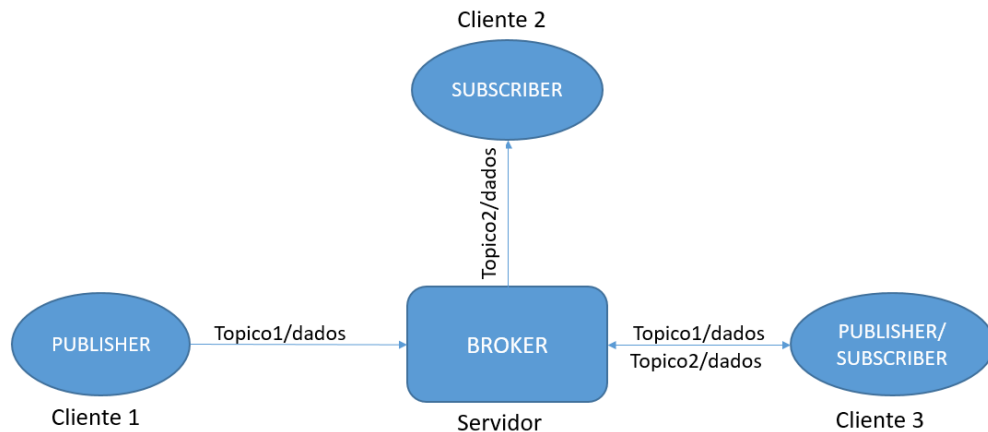 Cliente 2
SUBSCRIBER
Topico2/dados
PUBLISHER
Cliente 1
Topico1/dados
BROKER
Servidor
Topico1/dados
Topico2/dados
PUBLISHER/
SUBSCRIBER
Cliente 3